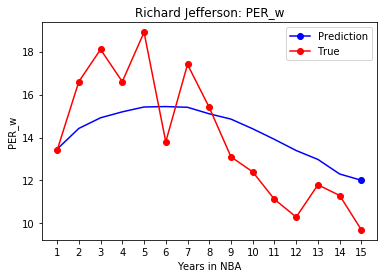 Richard Jefferson: PER_w
Prediction
True
PER_w
18
16
14
12
10
1 2 3 4 5 6 7 8 9 10 11 12 13 14 15
Years in NBA